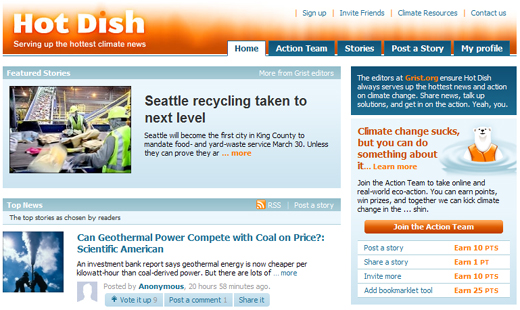 Hot Dish
Serving up the hottest climate news
Sign up | Invite Friends | Climate Resources | Contact us
Home
Action Team
Stories
Post a Story
My profile
Featured Stories
More from Grist editors
Seattle recycling taken to
next level
Seattle will become the first city in King County to
mandate food- and yard-waste service March 30. Unless
they can prove they ar ... more
Top News
RSS | Post a story
The top stories as chosen by readers
Can Geothermal Power Compete with Coal on Price?:
Scientific American
An investment bank report says geothermal energy is now cheaper per
kilowatt-hour than coal-derived power. But there are lots of ... more
Posted by Anonymous, 20 hours 58 minutes ago.
Vote it up 9
Post a comment 1
Share it
The editors at Grist.org ensure Hot Dish
always serves up the hottest news and action
on climate change. Share news, talk up
solutions, and get in on the action. Yeah, you.
Climate change sucks,
but you can do
something about
it... Learn more
Join the Action Team to take online and
real-world eco-action. You can earn points,
win prizes, and together we can kick climate
change in the ... shin.
Join the Action Team
Post a story Earn 10 PTS
Share a story Earn 1 PT
Invite more Earn 10 PTS
Add bookmarklet tool Earn 25 PTS